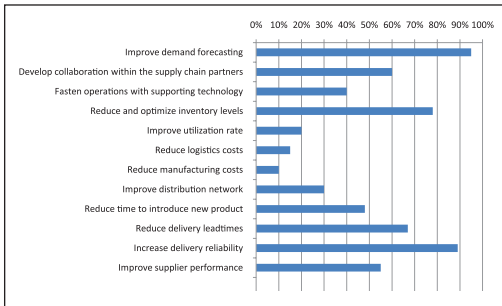 0% 10% 20% 30% 40% 50% 60% 70% 80% 90% 100%
Improve demand forecasting
Develop collaboration within the supply chain partners
Fasten operations with supporting technology
Reduce and optimize inventory levels
Improve utilization rate
Reduce logistics costs
Reduce manufacturing costs
Improve distribution network
Reduce time to introduce new product
Reduce delivery leadtimes
Increase delivery reliability
Improve supplier performance